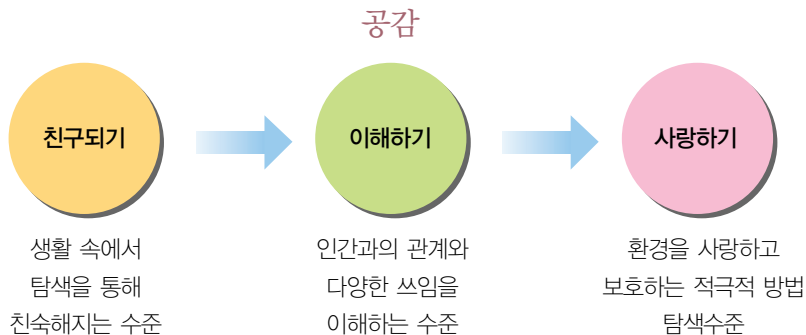 공감
친구되기
이해하기
사랑하기
생활 속에서
탐색을 통해
친숙해지는 수준
인간과의 관계와
다양한 쓰임을
이해하는 수준
환경을 사랑하고
보호하는 적극적 방법
탐색수준